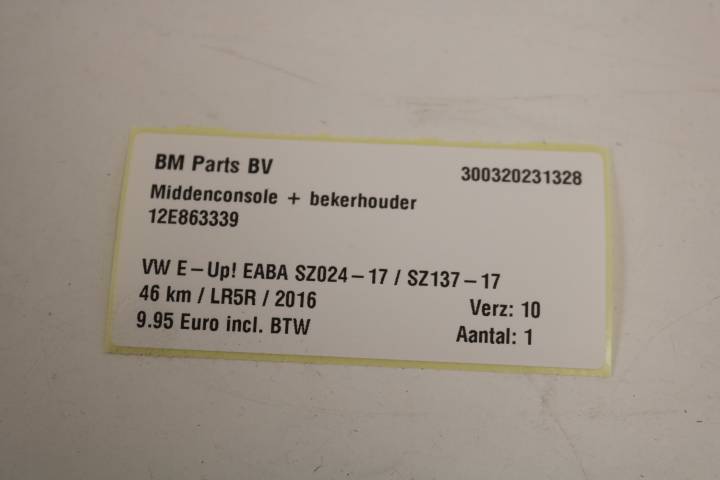 BM Parts BV 300320231328
Middenconsole + bekerhouder
12E863339
VW E-Up! EABA SZ024-17 / SZ137-17
46 km / LR5R / 2016 Verz: 10
9.95 Euro incl. BTW Aantal: 1